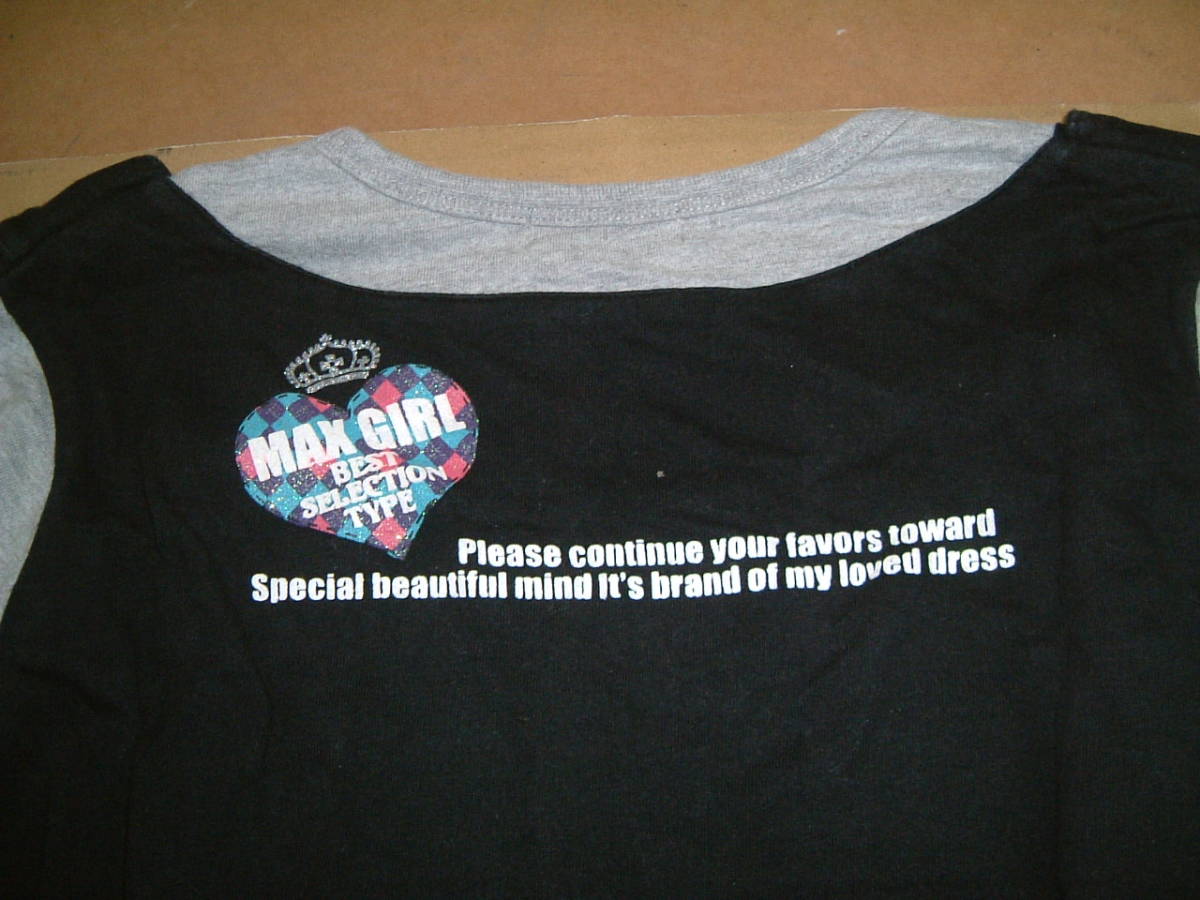 MAX GIRL
BEST
SELECTION
TYPE
Please continue your favors toward
Special beautiful mind It's brand of my loved dress